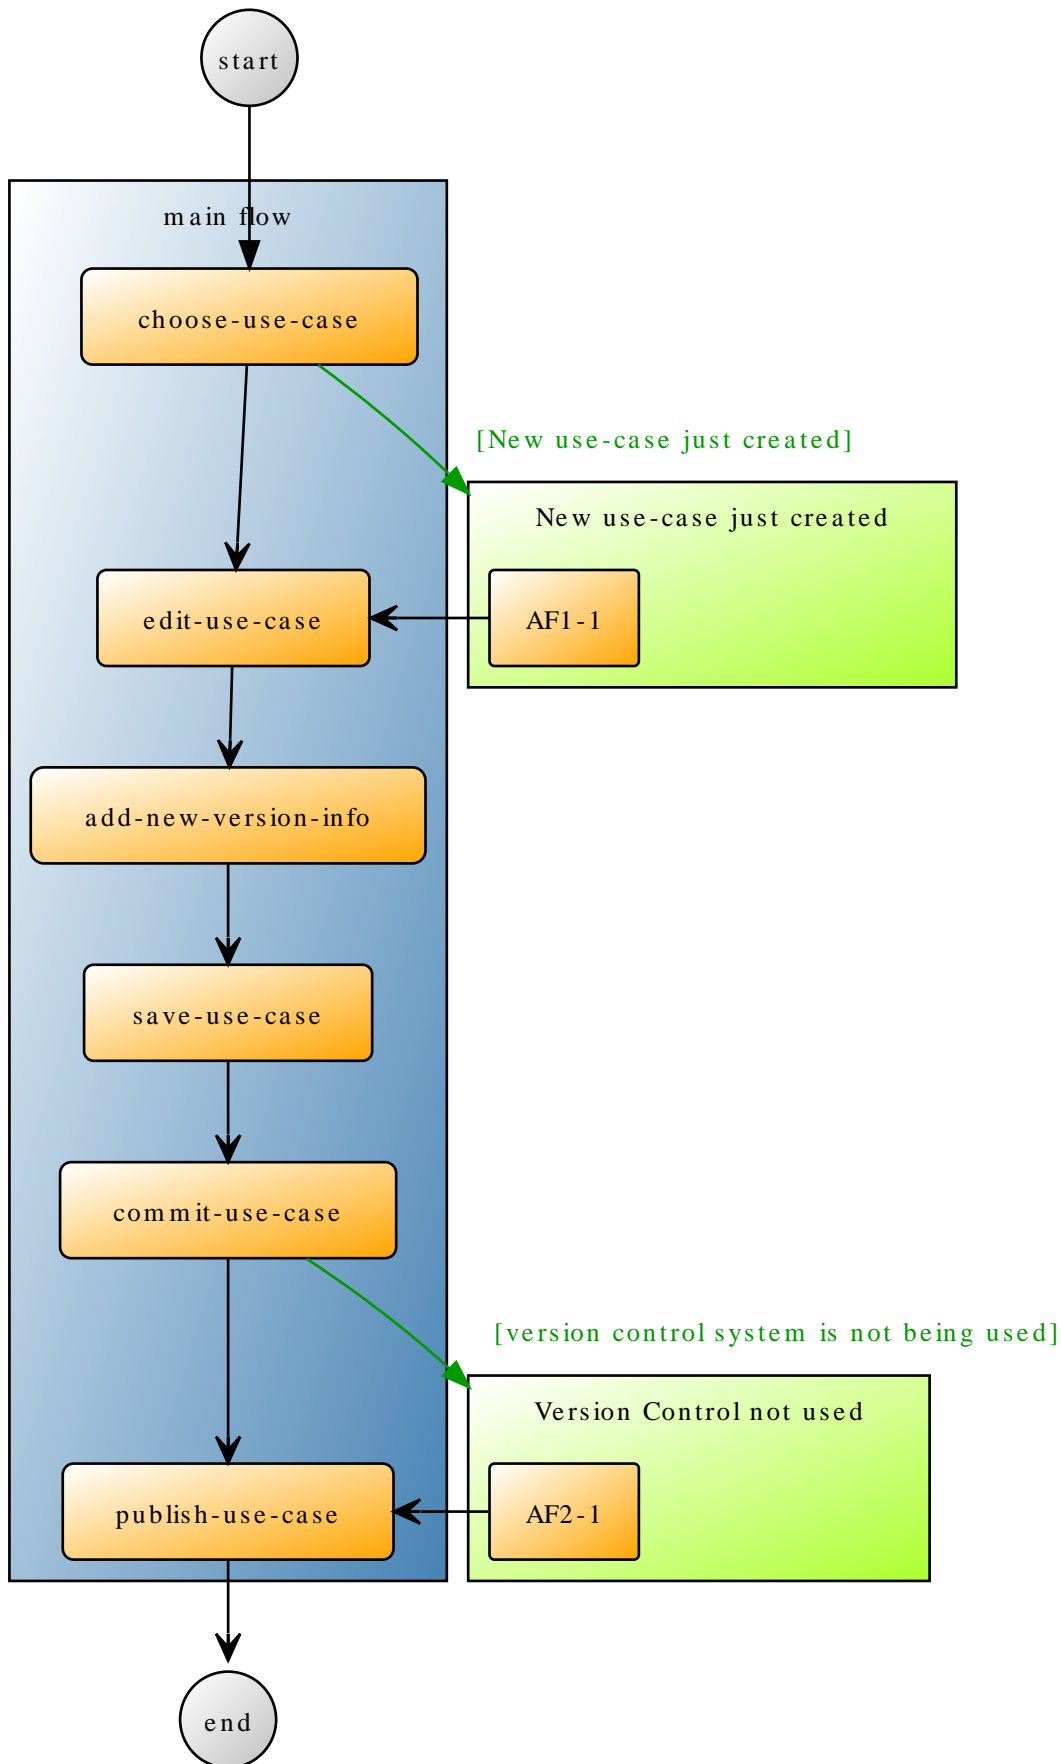 start
main flow
choose-use-case
[New use-case just created]
New use-case just created
edit-use-case
AF1-1
add-new-version-info
save-use-case
commit-use-case
[version control system is not being used]
Version Control not used
publish-use-case
AF2-1
end